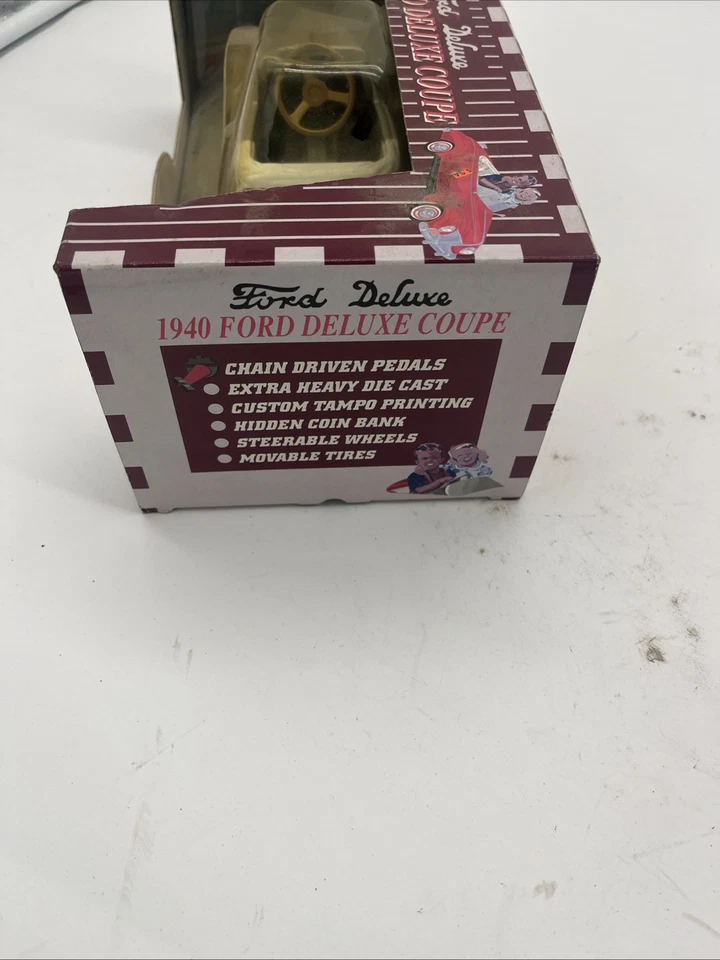 Deluxe
DELUXE COUPE
Ford Deluxe
1940 FORD DELUXE COUPE
CHAIN DRIVEN PEDALS
EXTRA HEAVY DIE CAST
CUSTOM TAMPO PRINTING
HIDDEN COIN BANK
STEERABLE WHEELS
MOVABLE TIRES